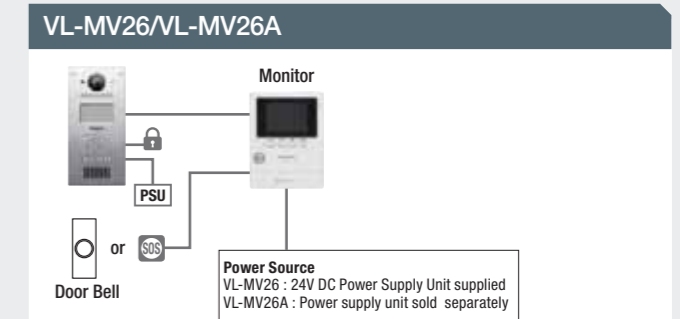 VL-MV26/VL-MV26A
Monitor
PSU
or
SOS
Door Bell
Power Source
VL-MV26 : 24V DC Power Supply Unit supplied
VL-MV26A : Power supply unit sold separately